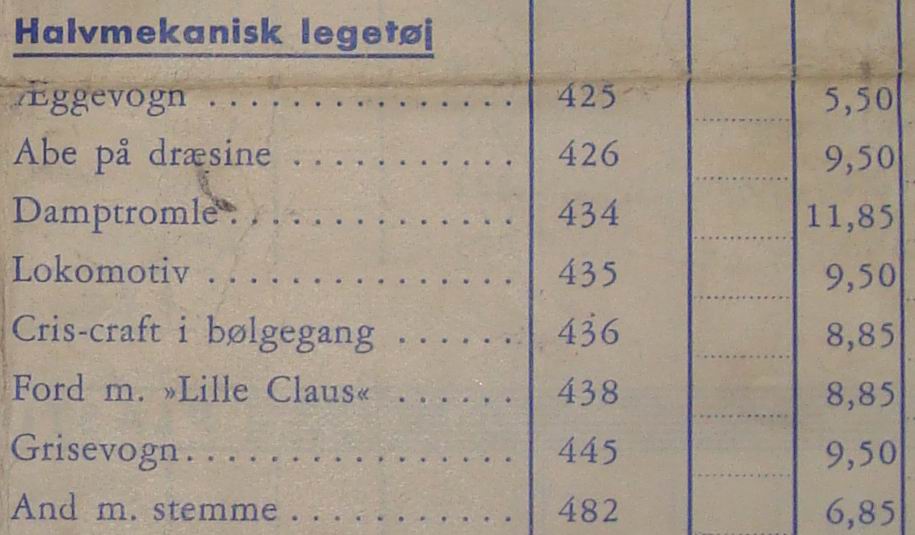 Halvmekanisk legetøj
Æggevogn ............... 425 5,50
Abe på dræsine ........... 426 9,50
Damptromle .............. 434 11,85
Lokomotiv ............... 435 9,50
Cris-craft i bølgegang ...... 436 8,85
Ford m. »Lille Claus« ...... 438 8,85
Grisevogn ................ 445 9,50
And m. stemme ........... 482 6,85